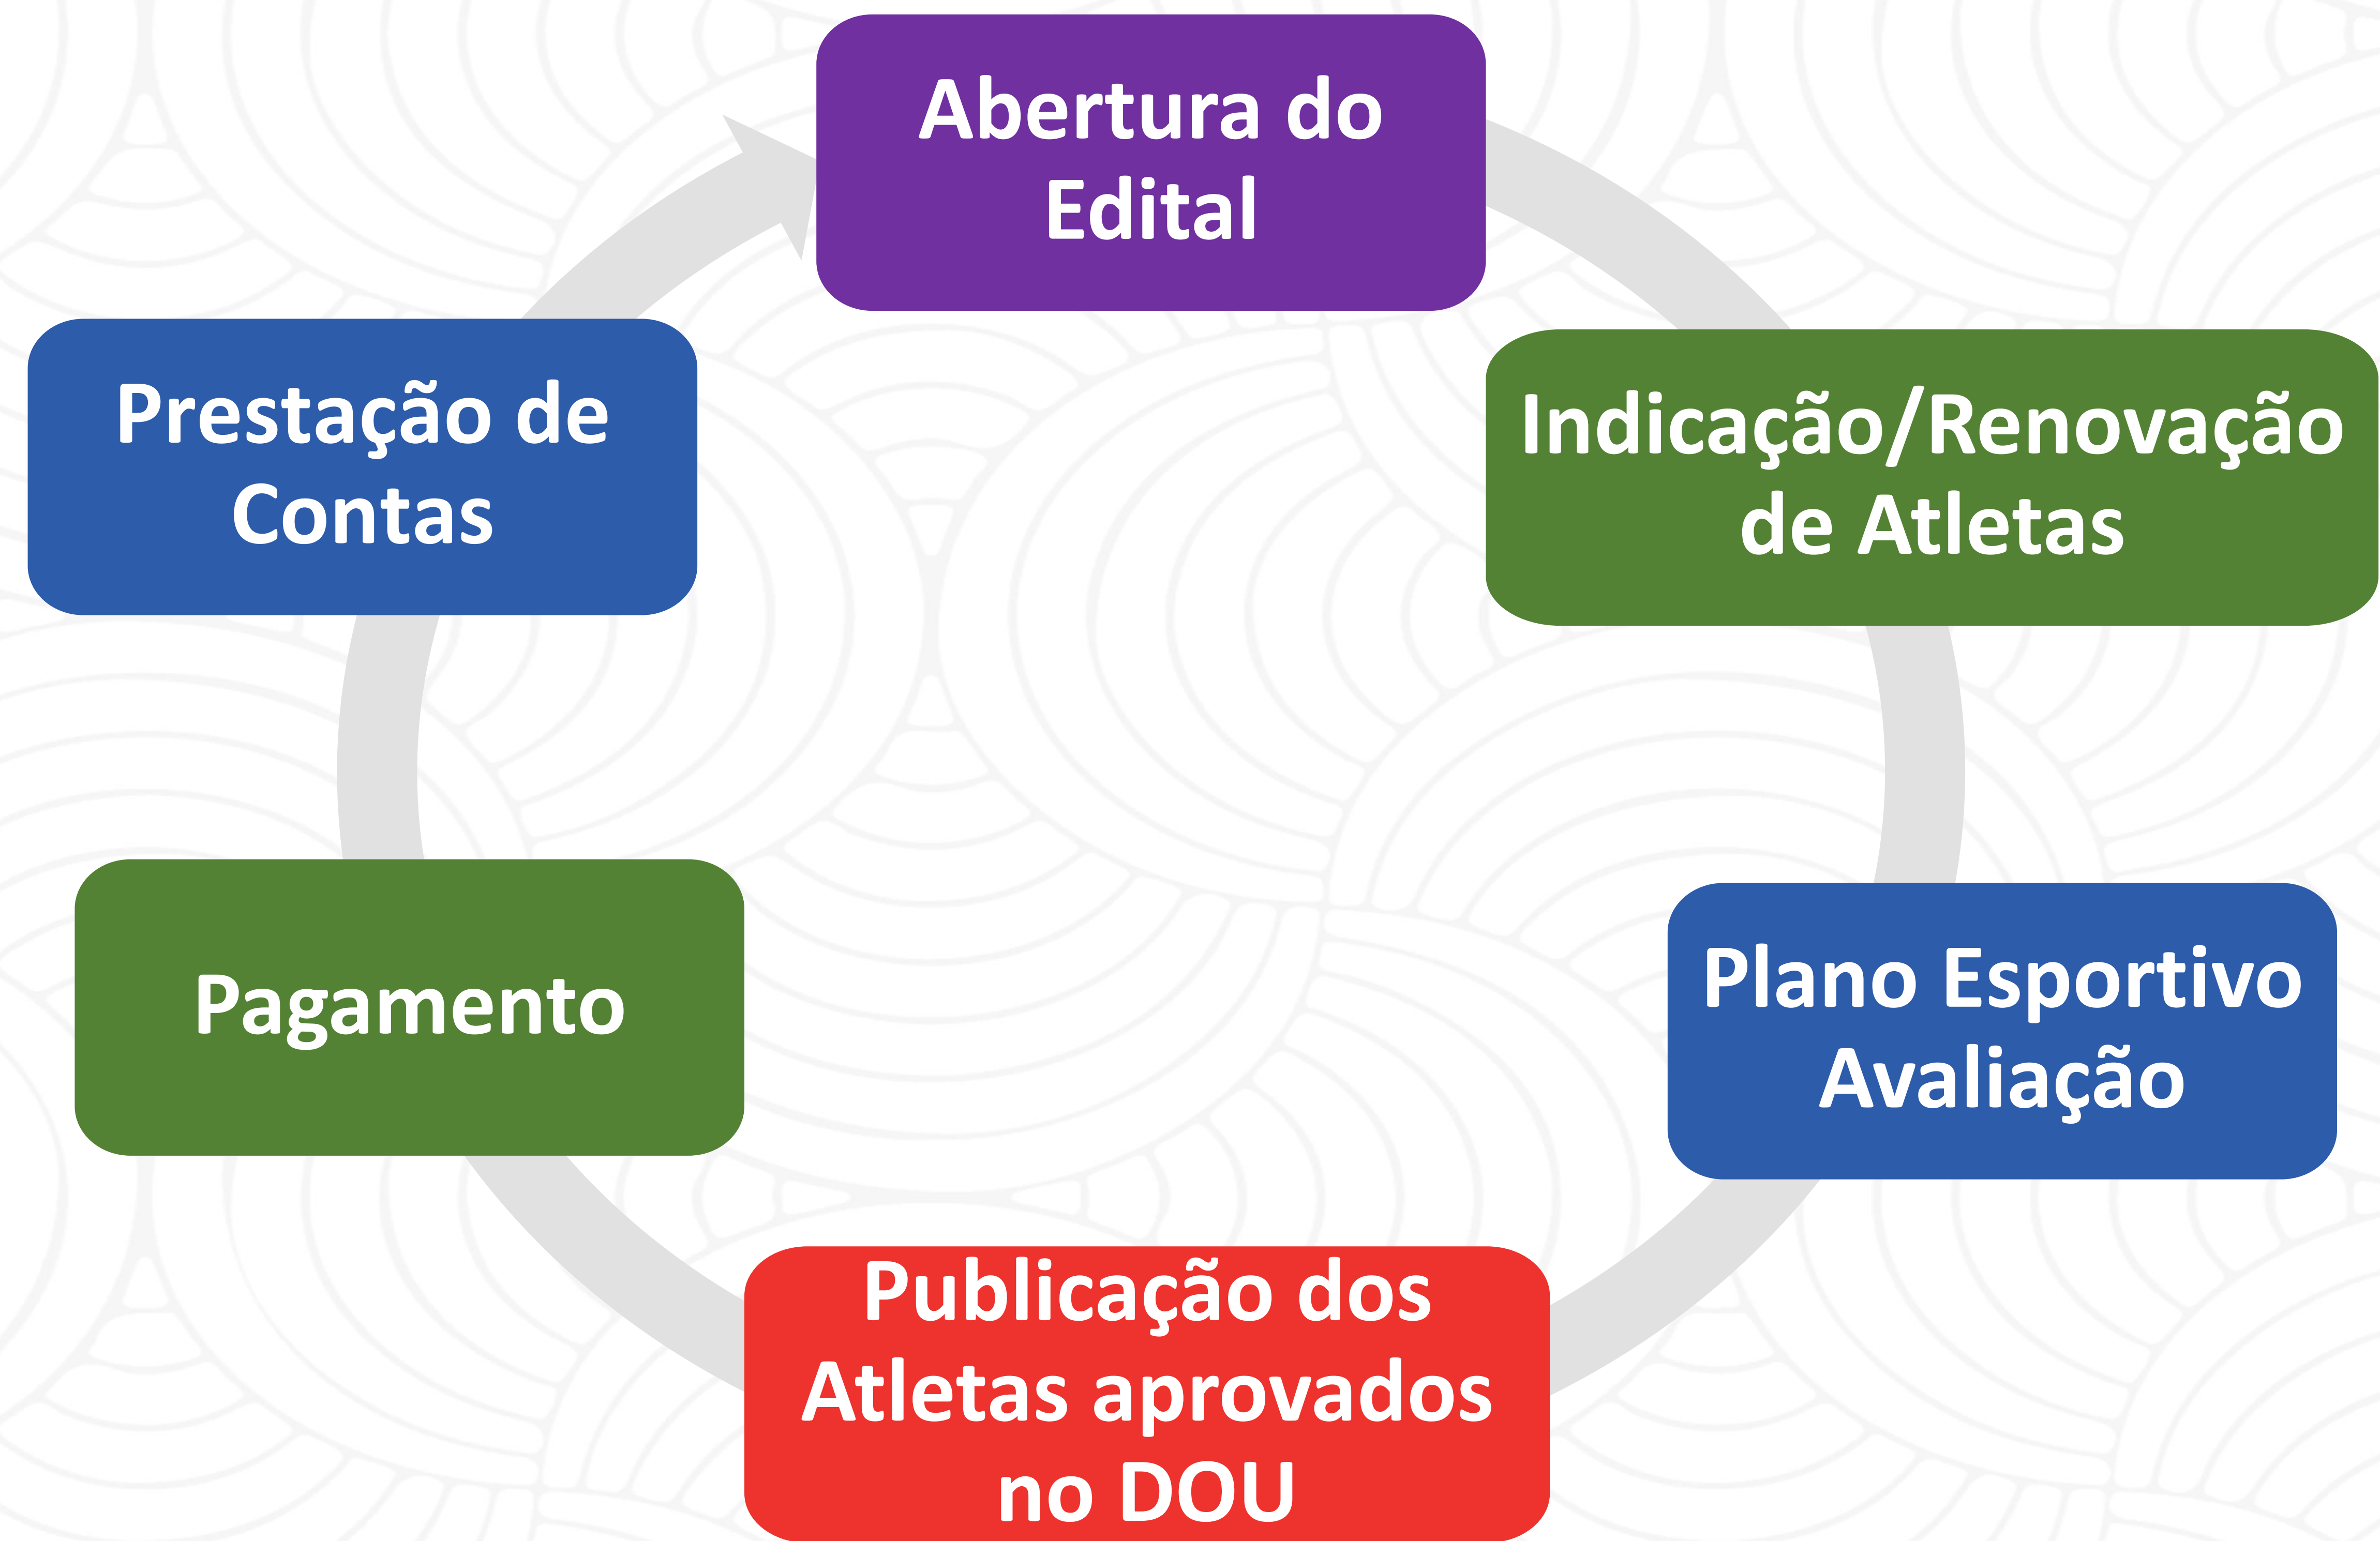 Abertura do
Edital
Indicação/Renovação
de Atletas
Plano Esportivo
Avaliação
Publicação dos
Atletas aprovados
no DOU
Pagamento
Prestação de
Contas